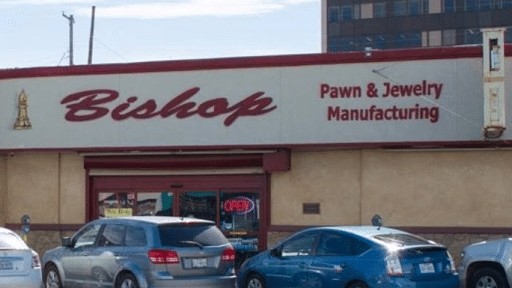 Bishop
Pawn & Jewelry
Manufacturing
OPEN